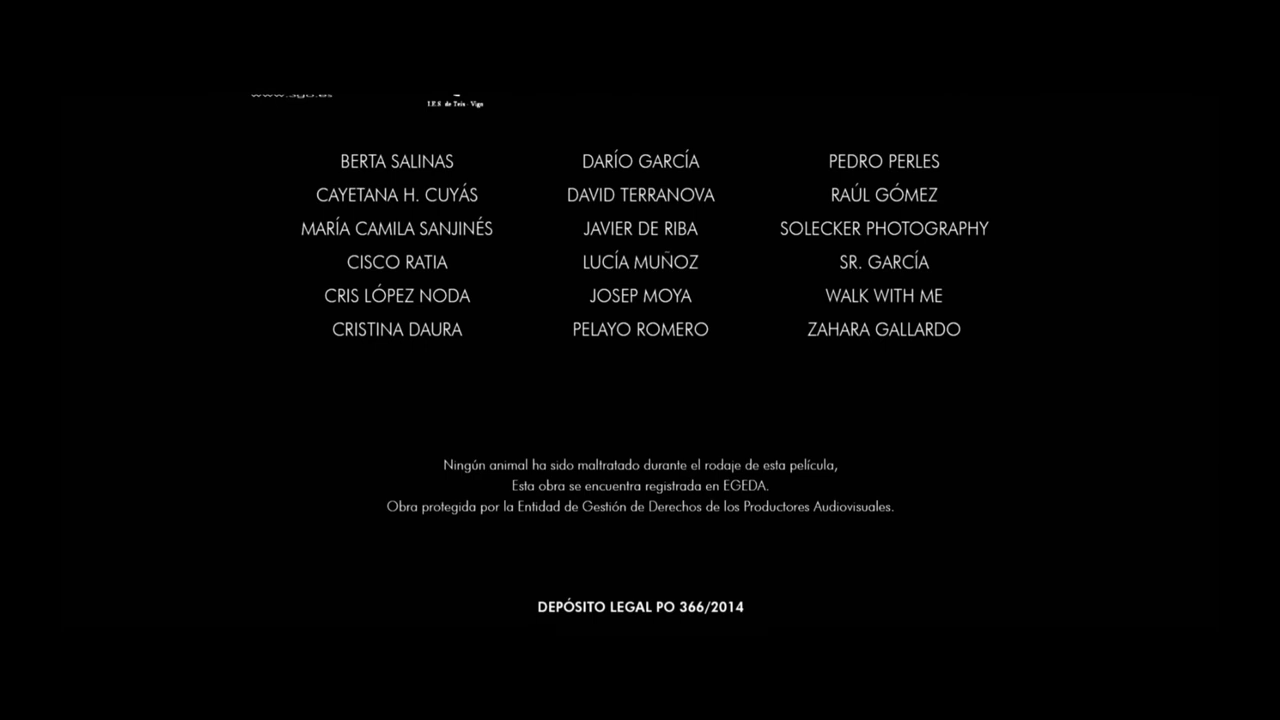 I.E.S. de Teis - Vigo
BERTA SALINAS DARÍO GARCÍA PEDRO PERLES
CAYETANA H. CUYÁS DAVID TERRANOVA RAÚL GÓMEZ
MARÍA CAMILA SANJINÉS JAVIER DE RIBA SOLECKER PHOTOGRAPHY
CISCO RATIA LUCÍA MUÑOZ SR. GARCÍA
CRIS LÓPEZ NODA JOSEP MOYA WALK WITH ME
CRISTINA DAURA PELAYO ROMERO ZAHARA GALLARDO
Ningún animal ha sido maltratado durante el rodaje de esta película,
Esta obra se encuentra registrada en EGEDA.
Obra protegida por la Entidad de Gestión de Derechos de los Productores Audiovisuales.
DEPÓSITO LEGAL PO 366/2014